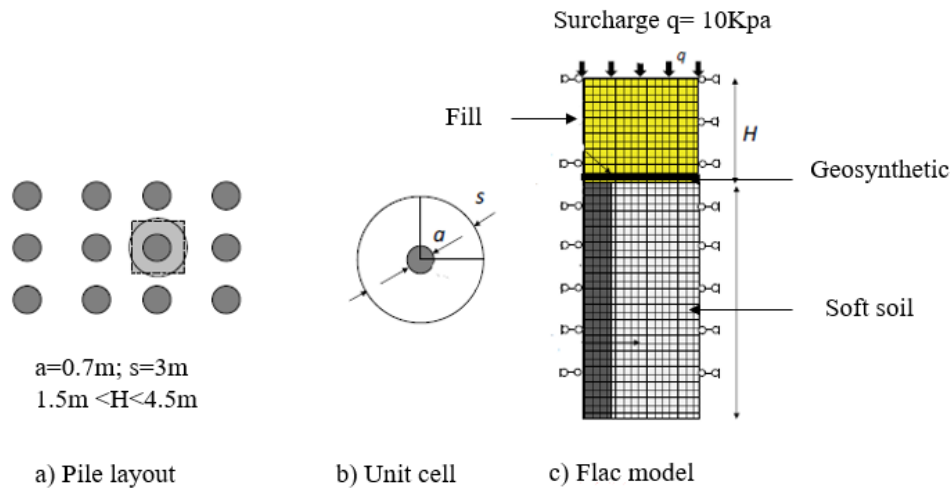 Surcharge q= 10Kpa
q
Fill
H
Geosynthetic
s
a
Soft soil
a=0.7m; s=3m
1.5m <H<4.5m
a) Pile layout
b) Unit cell
c) Flac model